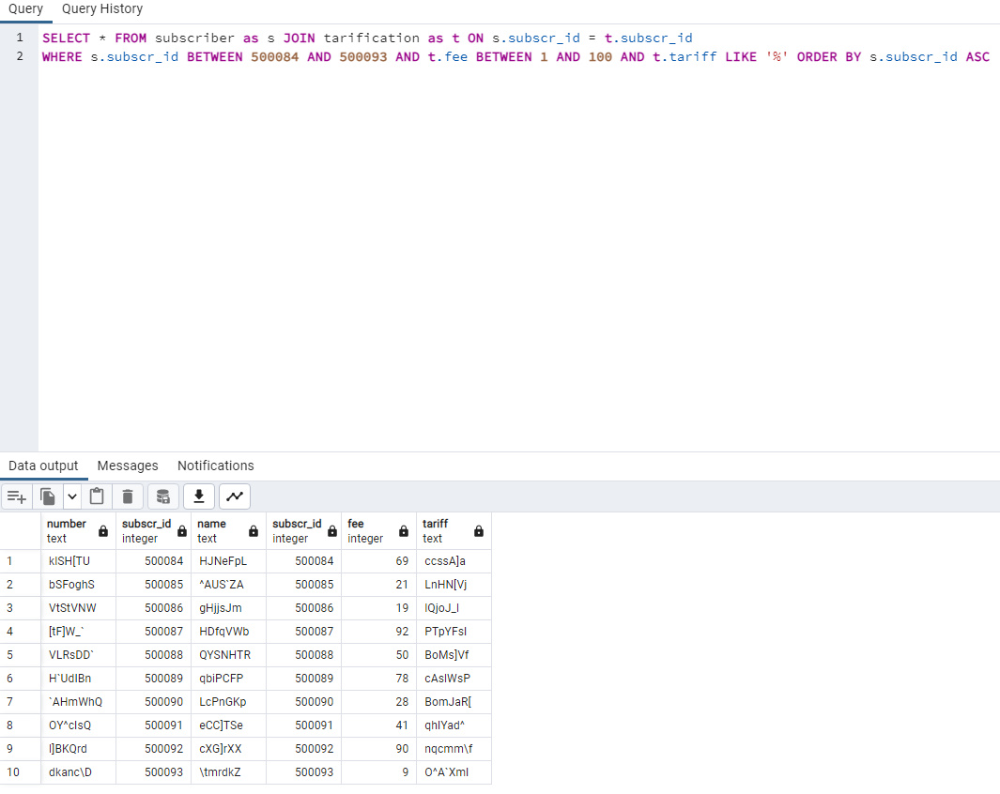 Query Query History
1 SELECT * FROM subscriber as s JOIN tarification as t ON s.subscr_id = t.subscr_id
2 WHERE s.subscr_id BETWEEN 500084 AND 500093 AND t.fee BETWEEN 1 AND 100 AND t.tariff LIKE '%' ORDER BY s.subscr_id ASC
Data output Messages Notifications
number subscr_id name subscr_id fee tariff
text integer text integer integer text
1 kISH[TU 500084 HJNeFpL 500084 69 ccssA]a
2 bSFoghS 500085 ^AUS`ZA 500085 21 LnHN[Vj
3 VtStVNW 500086 gHjjsJm 500086 19 IQjoJ_I
4 [tF]W_` 500087 HDfqVWb 500087 92 PTpYFsI
5 VLRsDD` 500088 QYSNHTR 500088 50 BoMs]Vf
6 H`UdIBn 500089 qbiPCFP 500089 78 cAsIWsP
7 `AHmWhQ 500090 LcPnGKp 500090 28 BomJaR[
8 OY^cIsQ 500091 eCC]TSe 500091 41 qhIYad^
9 I]BKQrd 500092 cXG]rXX 500092 90 nqcmm\f
10 dkanc\D 500093 \tmrdkZ 500093 9 O^A`XmI